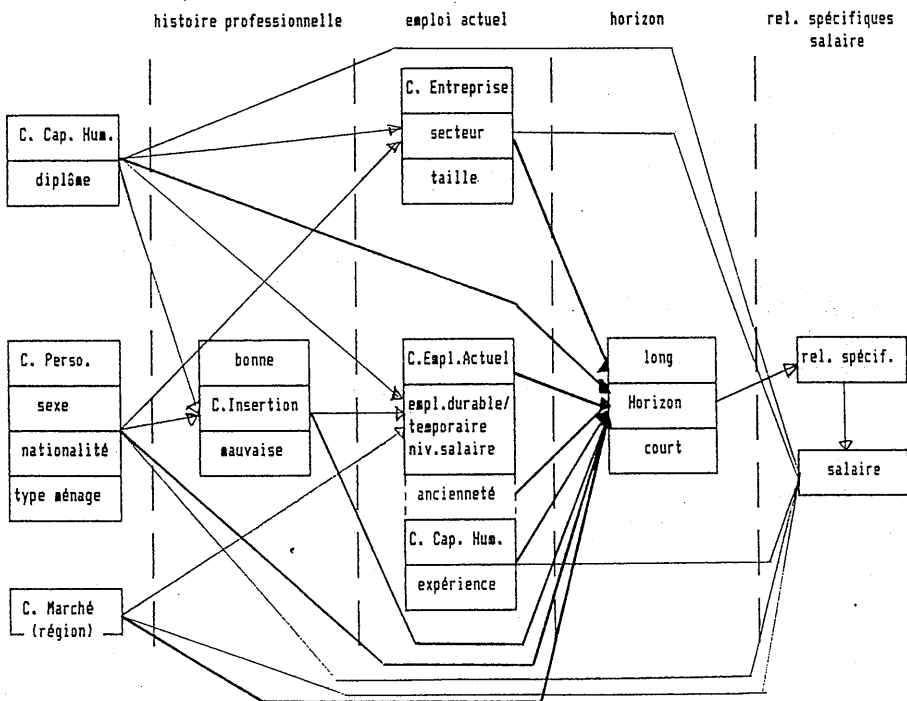 histoire professionnelle
emploi actuel
horizon
rel. spécifiques
salaire
C. Cap. Hum.
diplôme
C. Entreprise
secteur
taille
C. Perso.
sexe
nationalité
type ménage
bonne
C.Insertion
mauvaise
C.Empl.Actuel
empl.durable/
temporaire
niv.salaire
ancienneté
C. Cap. Hum.
expérience
long
Horizon
court
rel. spécif.
salaire
C. Marché
(région)